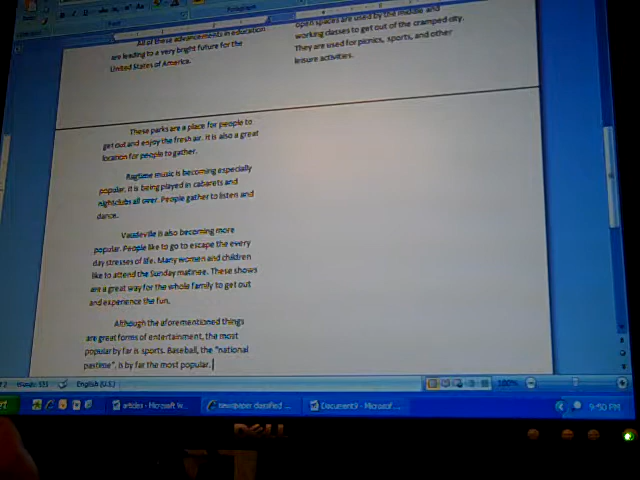 Paragraph
All of these advancements in education
are leading to a very bright future for the
United States of America.
open spaces are used by the middle and
working classes to get out of the cramped city.
They are used for picnics, sports, and other
leisure activities.
These parks are a place for people to
get out and enjoy the fresh air. It is also a great
location for people to gather.
Ragtime music is becoming especially
popular. It is being played in cabarets and
nightclubs all over. People gather to listen and
dance.
Vaudeville is also becoming more
popular. People like to go to escape the every
day stresses of life. Many women and children
like to attend the Sunday matinee. These shows
are a great way for the whole family to get out
and experience the fun.
Although the aforementioned things
are great forms of entertainment, the most
popular by far is sports. Baseball, the "national
pastime", is by far the most popular.
Words: 535 English (U.S.) 100%
articles - Microsoft W... newspaper classified ... Document9 - Microsof... 9:50 PM
DELL